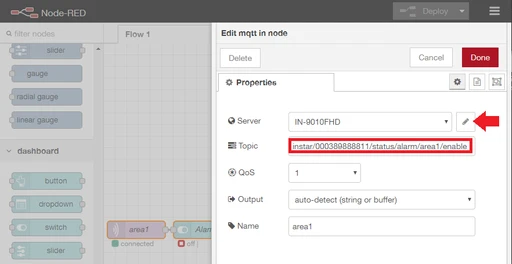 Node-RED
Deploy
filter nodes
Flow 1
slider
gauge
radial gauge
linear gauge
dashboard
button
dropdown
switch
slider
area1
connected
Alarm
off
Edit mqtt in node
Delete
Cancel
Done
Properties
Server
IN-9010FHD
Topic
instar/000389888811/status/alarm/area1/enable
QoS
1
Output
auto-detect (string or buffer)
Name
area1